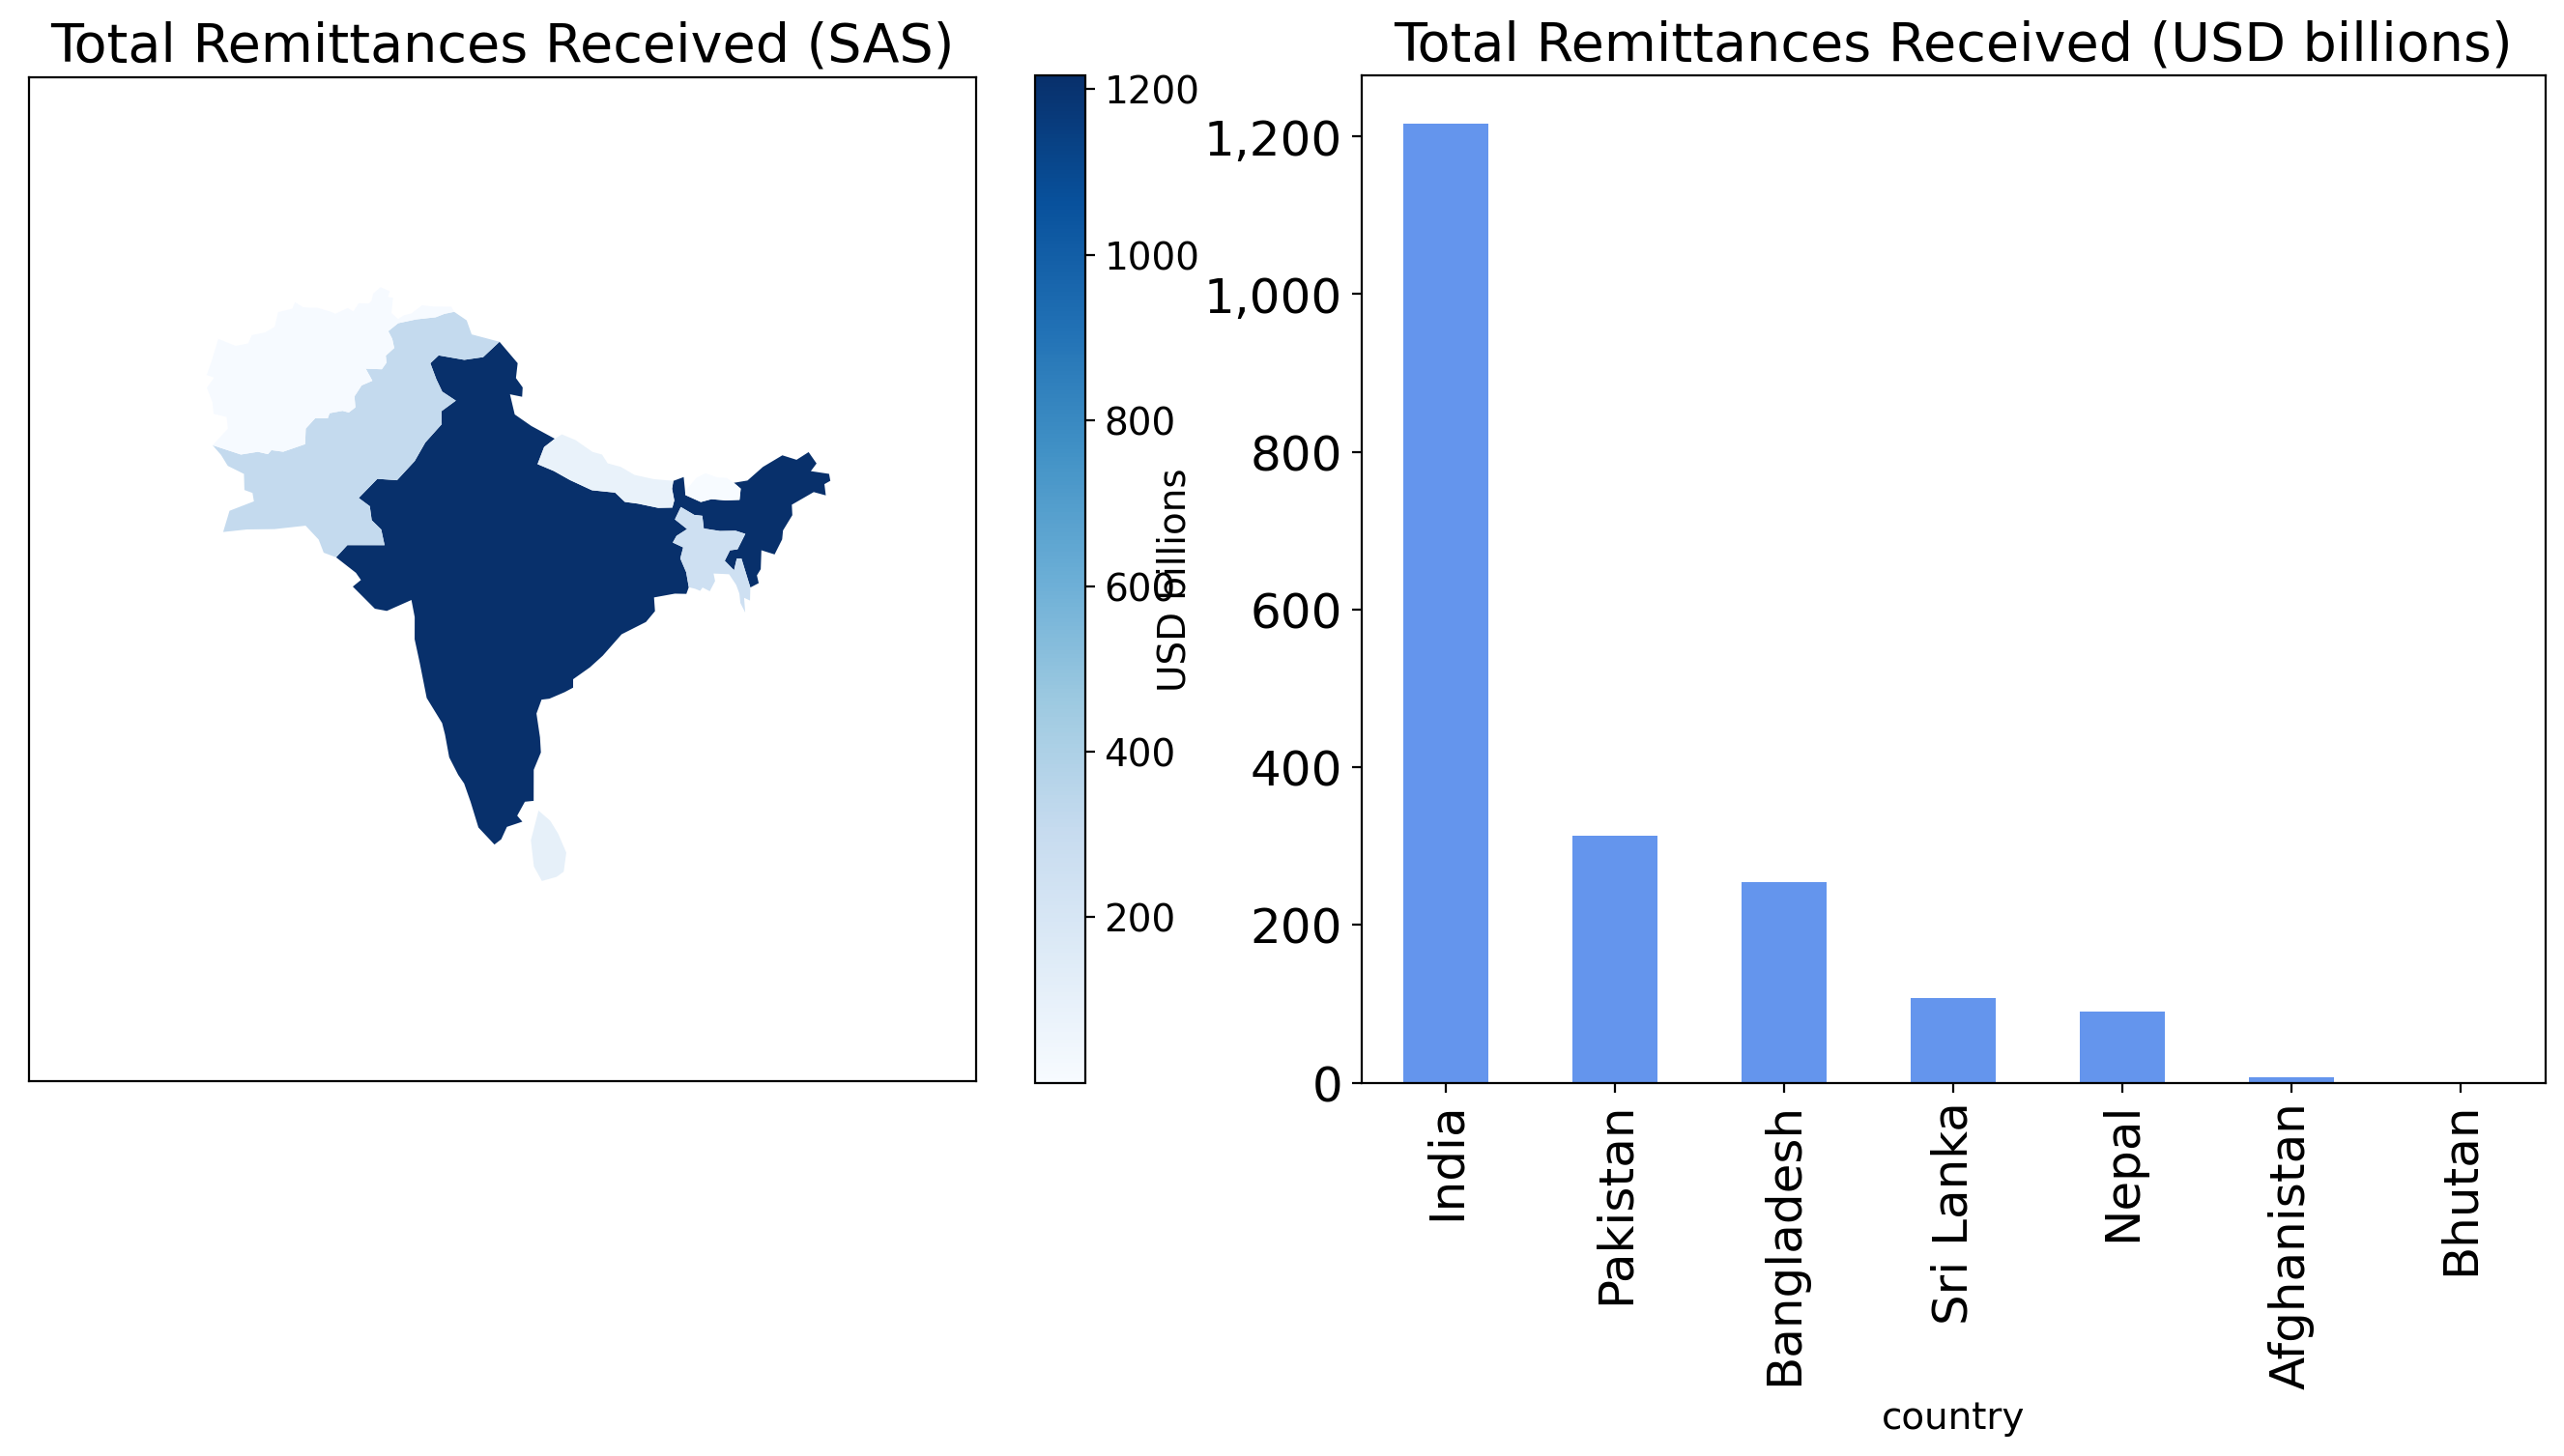 Total Remittances Received (SAS)
1200
1000
800
600
400
200
USD billions
Total Remittances Received (USD billions)
1,200
1,000
800
600
400
200
0
India
Pakistan
Bangladesh
Sri Lanka
Nepal
Afghanistan
Bhutan
country